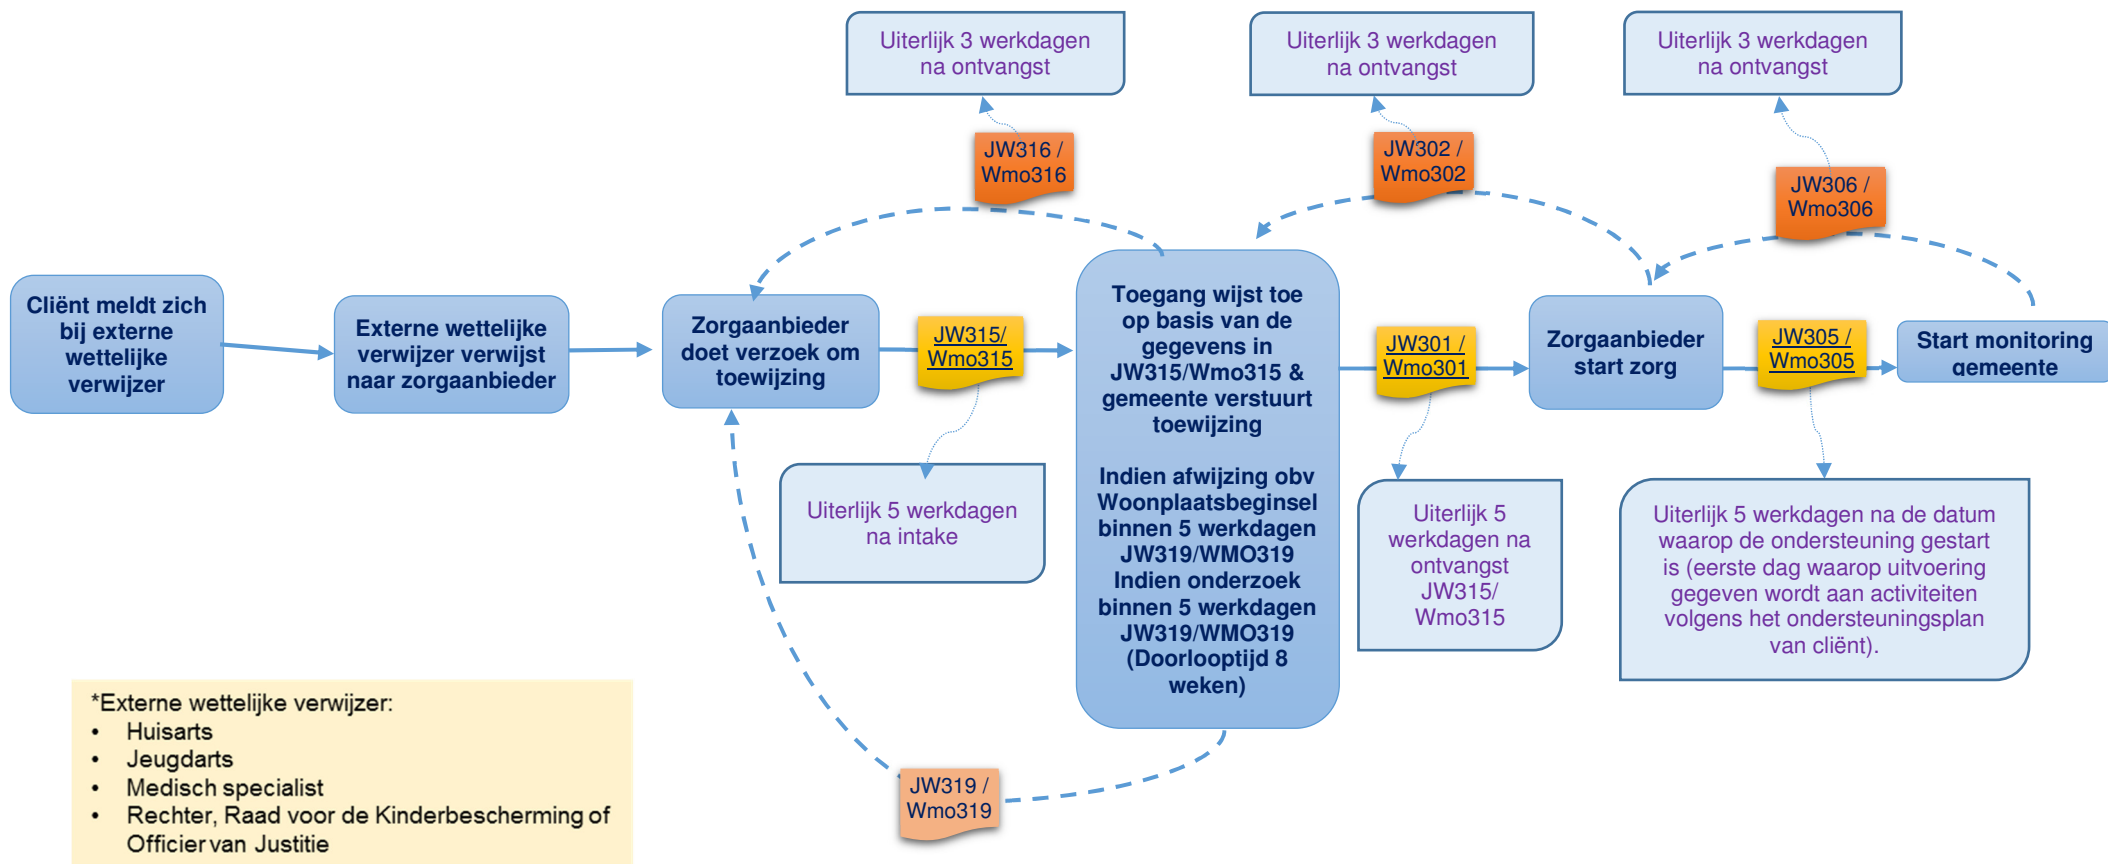 Uiterlijk 3 werkdagen
na ontvangst
Uiterlijk 3 werkdagen
na ontvangst
Uiterlijk 3 werkdagen
na ontvangst
JW316 /
Wmo316
JW302 /
Wmo302
JW306 /
Wmo306
Cliënt meldt zich
bij externe
wettelijke
verwijzer
Externe wettelijke
verwijzer verwijst
naar zorgaanbieder
Zorgaanbieder
doet verzoek om
toewijzing
JW315/
Wmo315
Toegang wijst toe
op basis van de
gegevens in
JW315/Wmo315 &
gemeente verstuurt
toewijzing
Indien afwijzing obv
Woonplaatsbeginsel
binnen 5 werkdagen
JW319/WMO319
Indien onderzoek
binnen 5 werkdagen
JW319/WMO319
(Doorlooptijd 8
weken)
JW301 /
Wmo301
Zorgaanbieder
start zorg
JW305 /
Wmo305
Start monitoring
gemeente
Uiterlijk 5 werkdagen
na intake
Uiterlijk 5
werkdagen na
ontvangst
JW315/
Wmo315
Uiterlijk 5 werkdagen na de datum
waarop de ondersteuning gestart
is (eerste dag waarop uitvoering
gegeven wordt aan activiteiten
volgens het ondersteuningsplan
van cliënt).
JW319 /
Wmo319
*Externe wettelijke verwijzer:
• Huisarts
• Jeugdarts
• Medisch specialist
• Rechter, Raad voor de Kinderbescherming of
Officier van Justitie